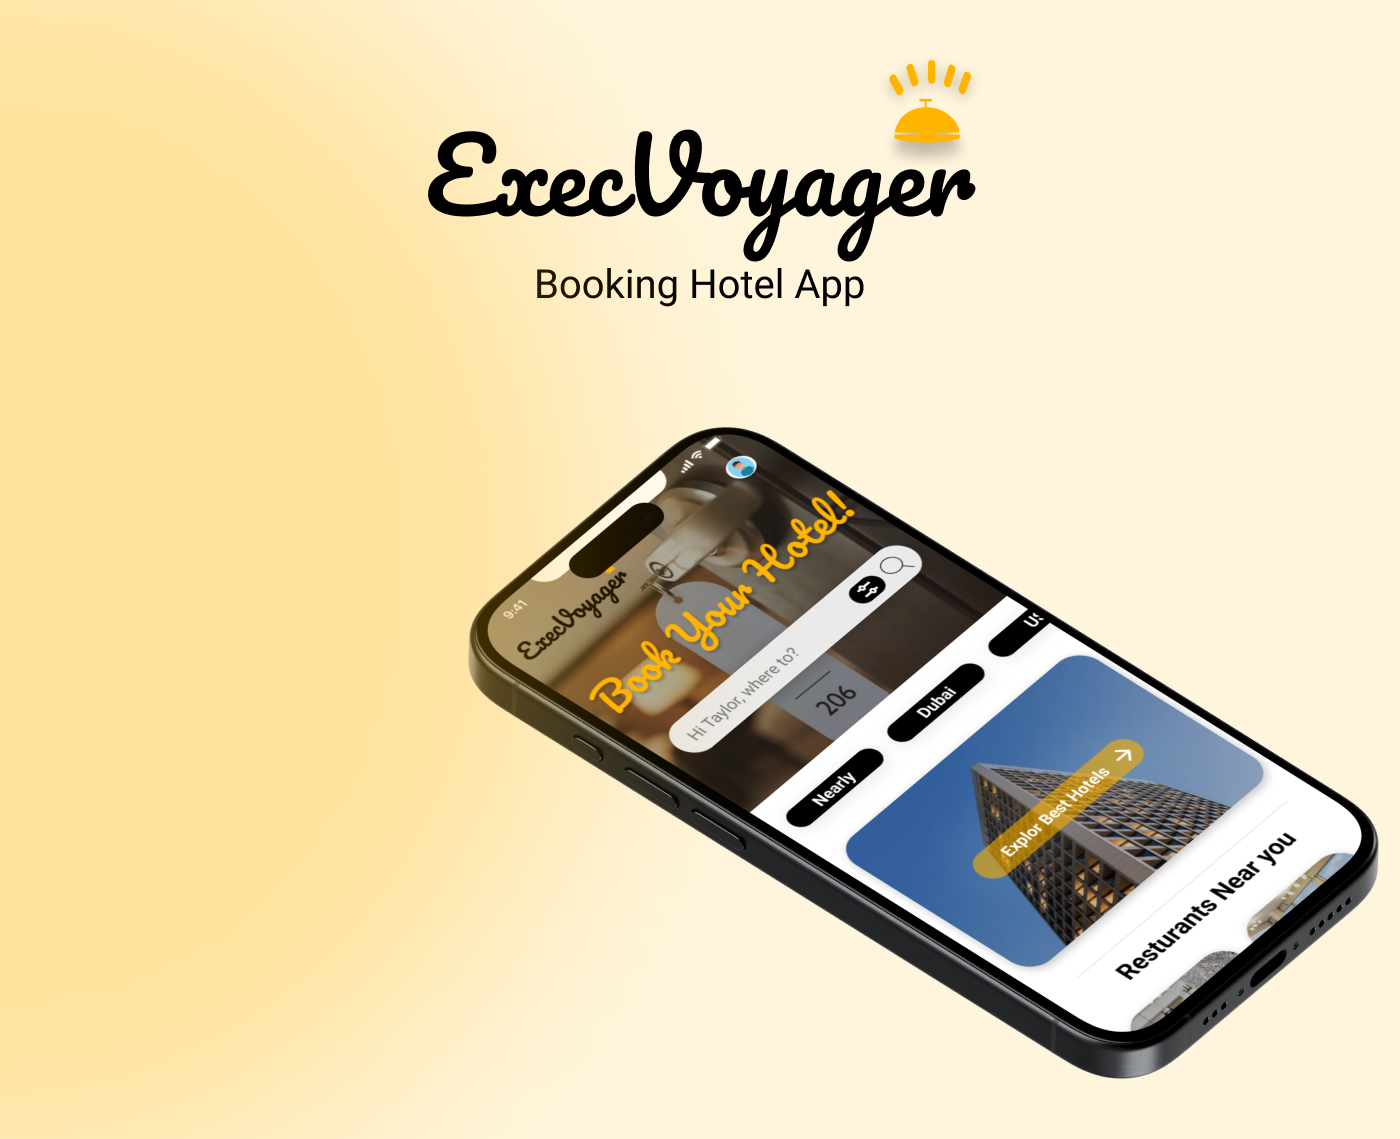 ExecVoyager
Booking Hotel App
9:41
ExecVoyager
Book Your Hotel!
Hi Taylor, where to?
206
Nearly
Dubai
US
Explor Best Hotels
Resturants Near you